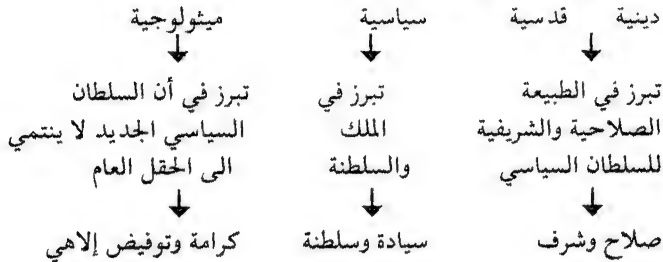 دينية قدسية سياسية ميثولوجية
تبرز في الطبيعة تبرز في تبرز في أن السلطان
الصلاحية والشريفية الملك السياسي الجديد لا ينتمي
للسلطان السياسي والسلطنة الى الحقل العام
صلاح وشرف سيادة وسلطنة كرامة وتوفيض إلاهي